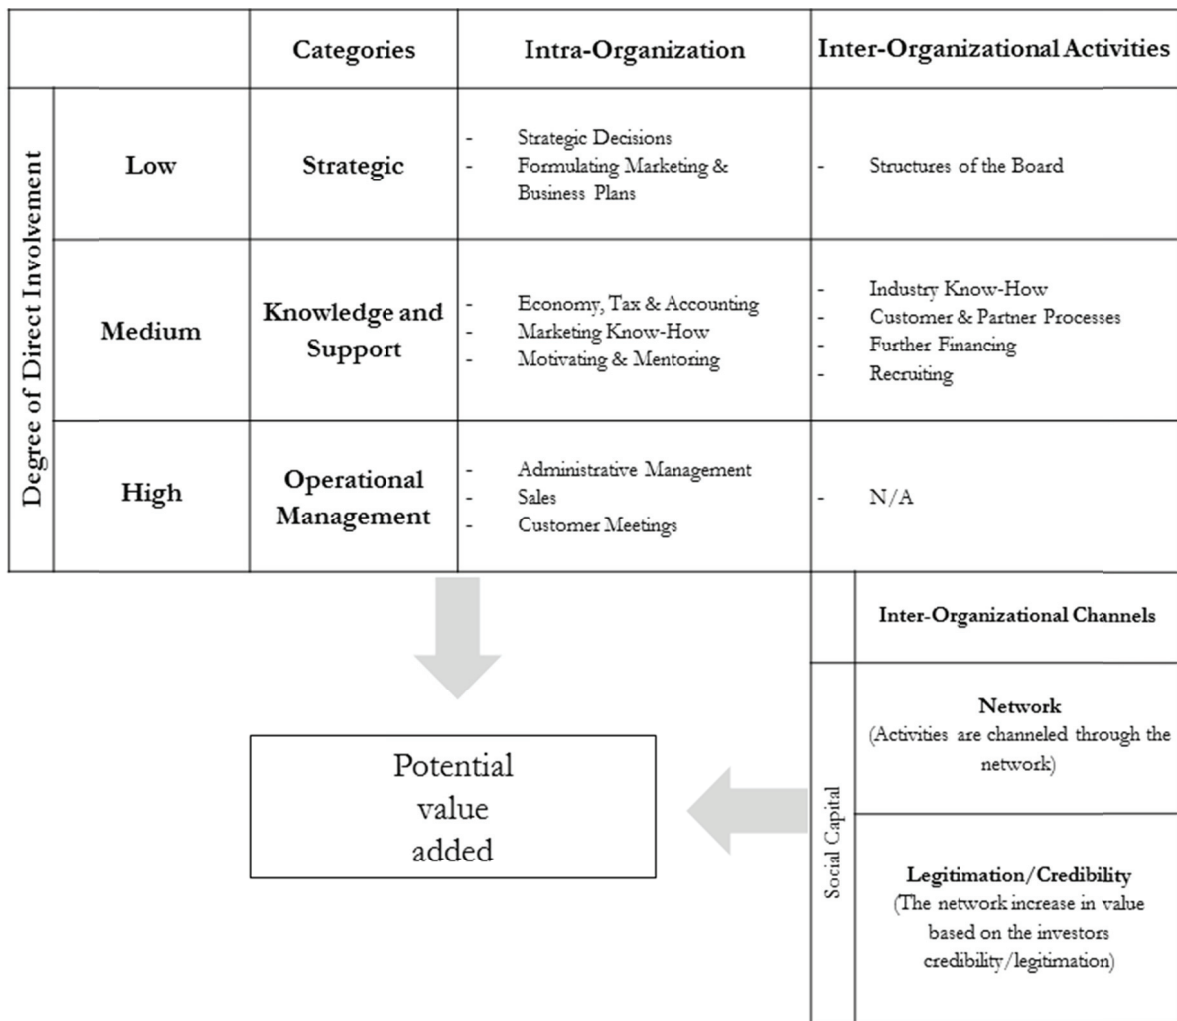 Categories
Intra-Organization
Inter-Organizational Activities
Degree of Direct Involvement
Low
Strategic
- Strategic Decisions
- Formulating Marketing &
Business Plans
- Structures of the Board
Medium
Knowledge and
Support
- Economy, Tax & Accounting
- Marketing Know-How
- Motivating & Mentoring
- Industry Know-How
- Customer & Partner Processes
- Further Financing
- Recruiting
High
Operational
Management
- Administrative Management
- Sales
- Customer Meetings
- N/A
Inter-Organizational Channels
Social Capital
Network
(Activities are channeled through the
network)
Legitimation/Credibility
(The network increase in value
based on the investors
credibility/legitimation)
Potential
value
added